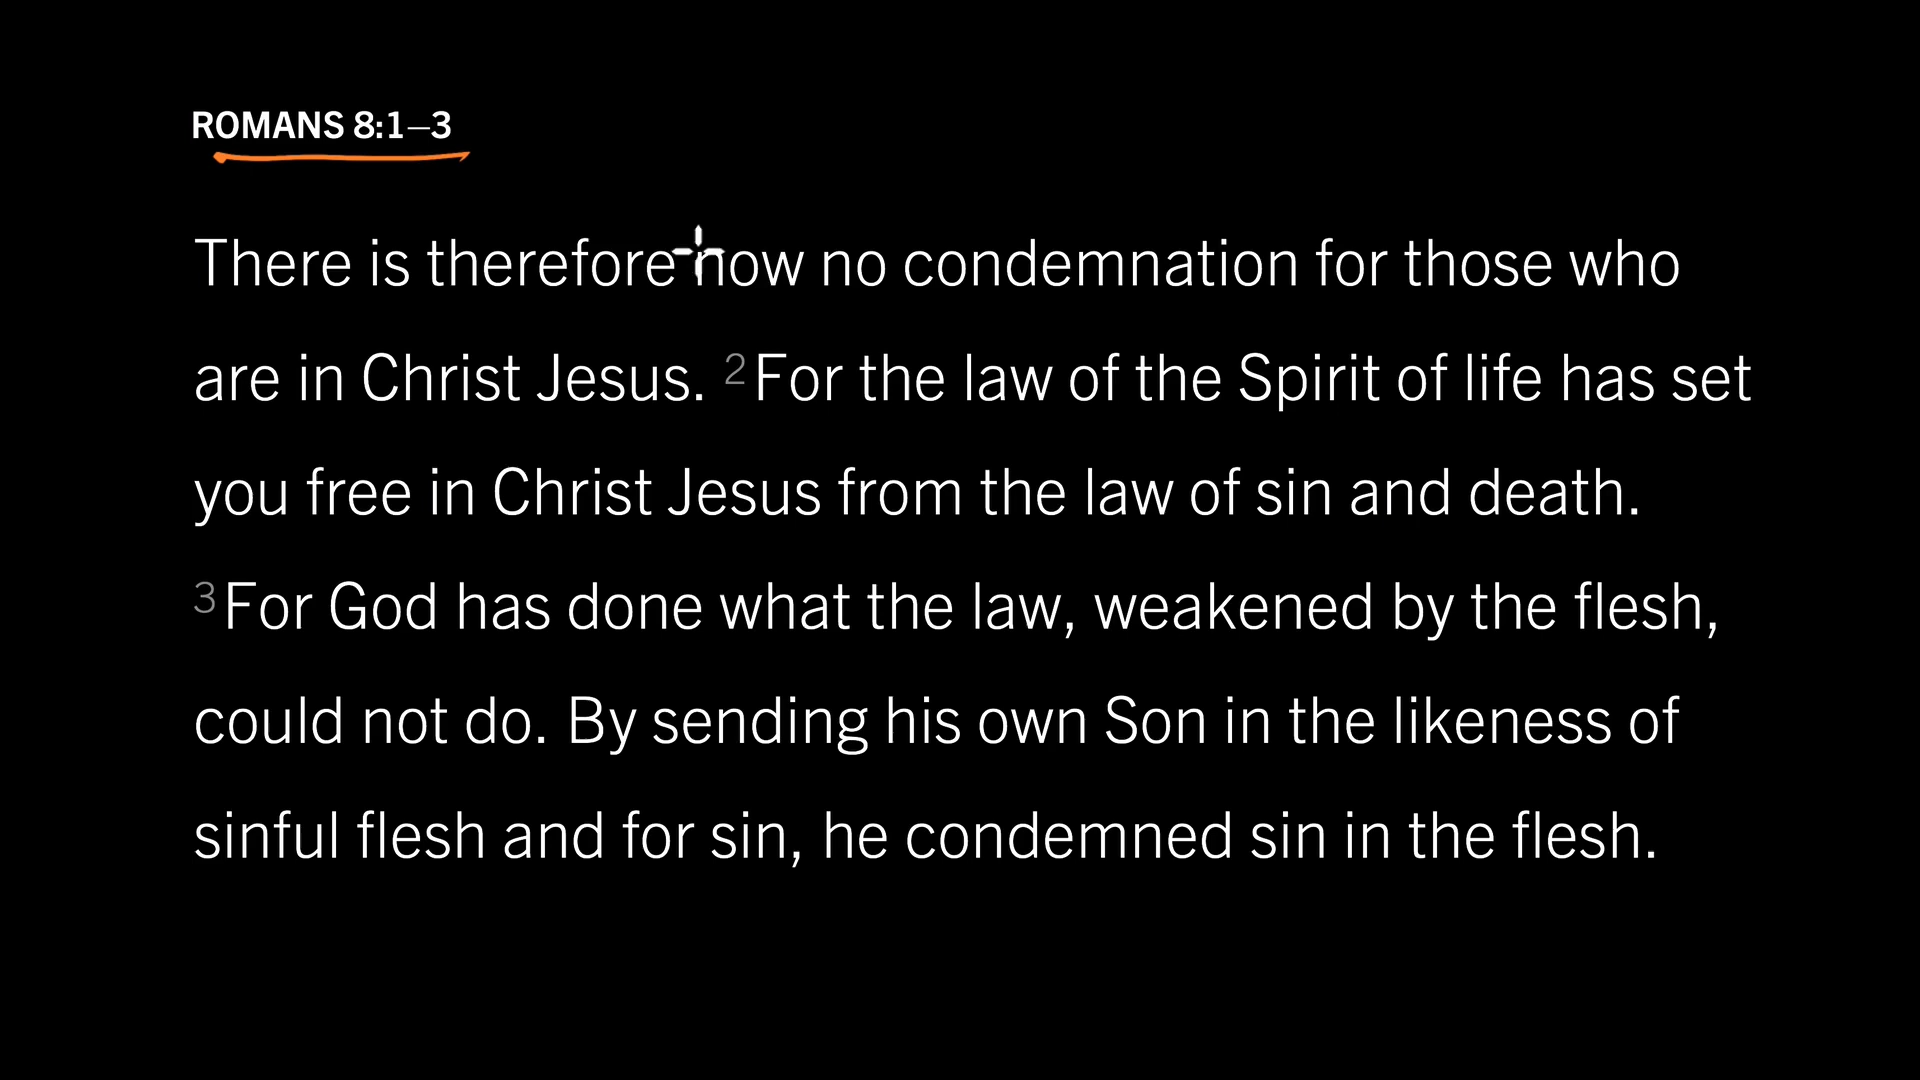 ROMANS 8:1–3
There is therefore now no condemnation for those who
are in Christ Jesus. 2 For the law of the Spirit of life has set
you free in Christ Jesus from the law of sin and death.
3 For God has done what the law, weakened by the flesh,
could not do. By sending his own Son in the likeness of
sinful flesh and for sin, he condemned sin in the flesh.